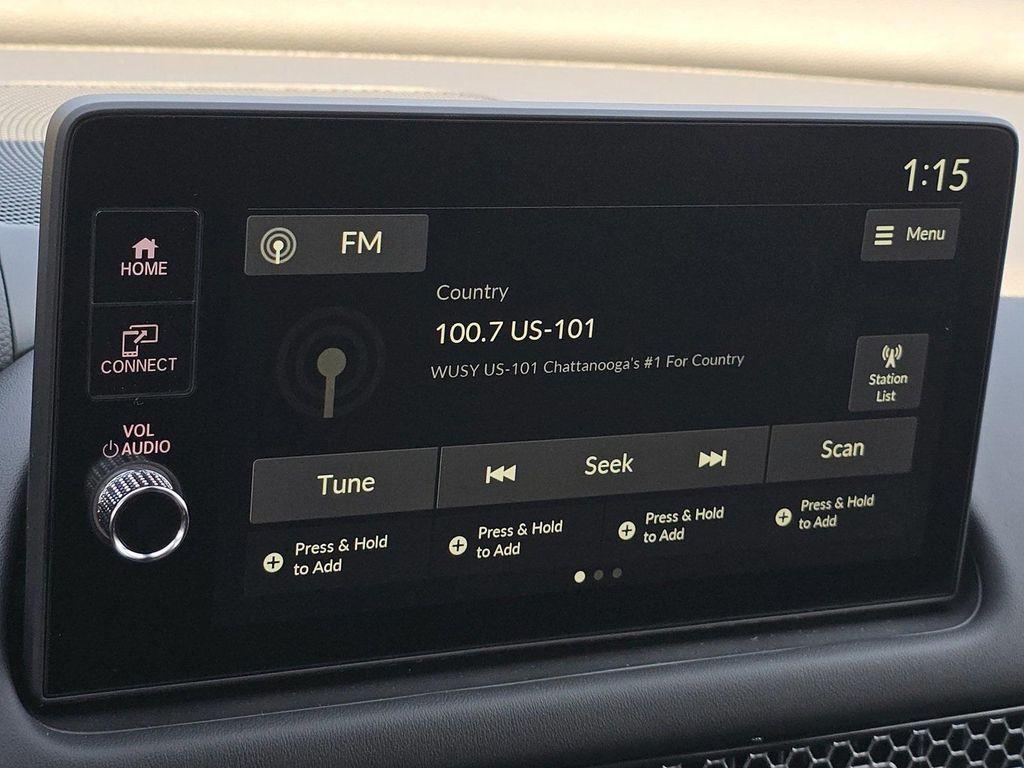 1:15
HOME
CONNECT
VOL
AUDIO
FM
Menu
Country
100.7 US-101
WUSY US-101 Chattanooga's #1 For Country
Station
List
Tune
Seek
Scan
Press & Hold
to Add
Press & Hold
to Add
Press & Hold
to Add
Press & Hold
to Add